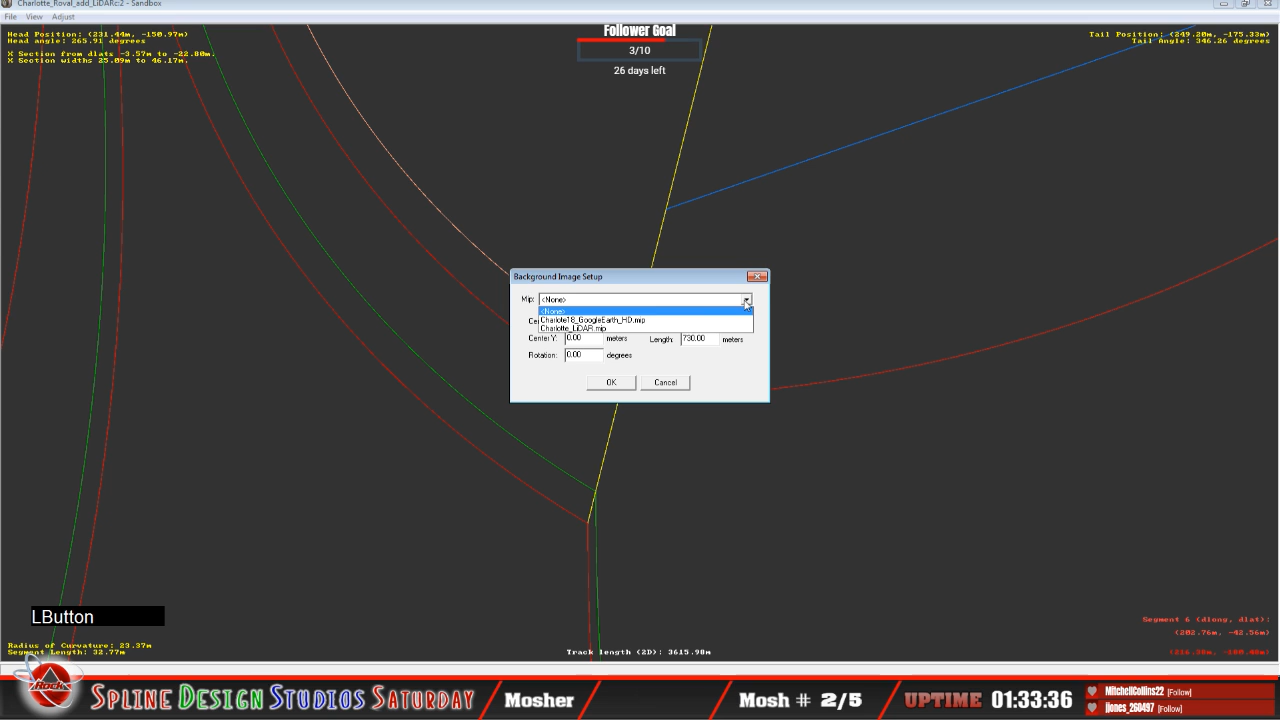 Charlotte_Roval_add_LiDAR:2 - Sandbox
File View Adjust
Follower Goal
3/10
26 days left
Head Position: (231.44m, -150.97m)
Head angle: 265.91 degrees
X Section from dlats -3.57m to -22.80m.
X Section widths 25.09m to 46.17m.
Tail Position: (249.20m, -175.33m)
Tail Angle: 346.26 degrees
Background Image Setup
Mip: <None>
<None>
Charlotte18_GoogleEarth_HD.mip
Charlotte_LiDAR.mip
Center Y: 0.00 meters Length: 730.00 meters
Rotation: 0.00 degrees
OK Cancel
LButton
Radius of Curvature: 23.37m
Segment Length: 32.77m
Track length (2D): 3615.90m
Segment 6 (dlong, dlat):
(202.76m, -42.56m)
SPLINE DESIGN STUDIOS SATURDAY
Mosher
Mosh # 2/5
UPTIME 01:33:36
MitchellCollins22 [Follow]
ljones_260497 [Follow]